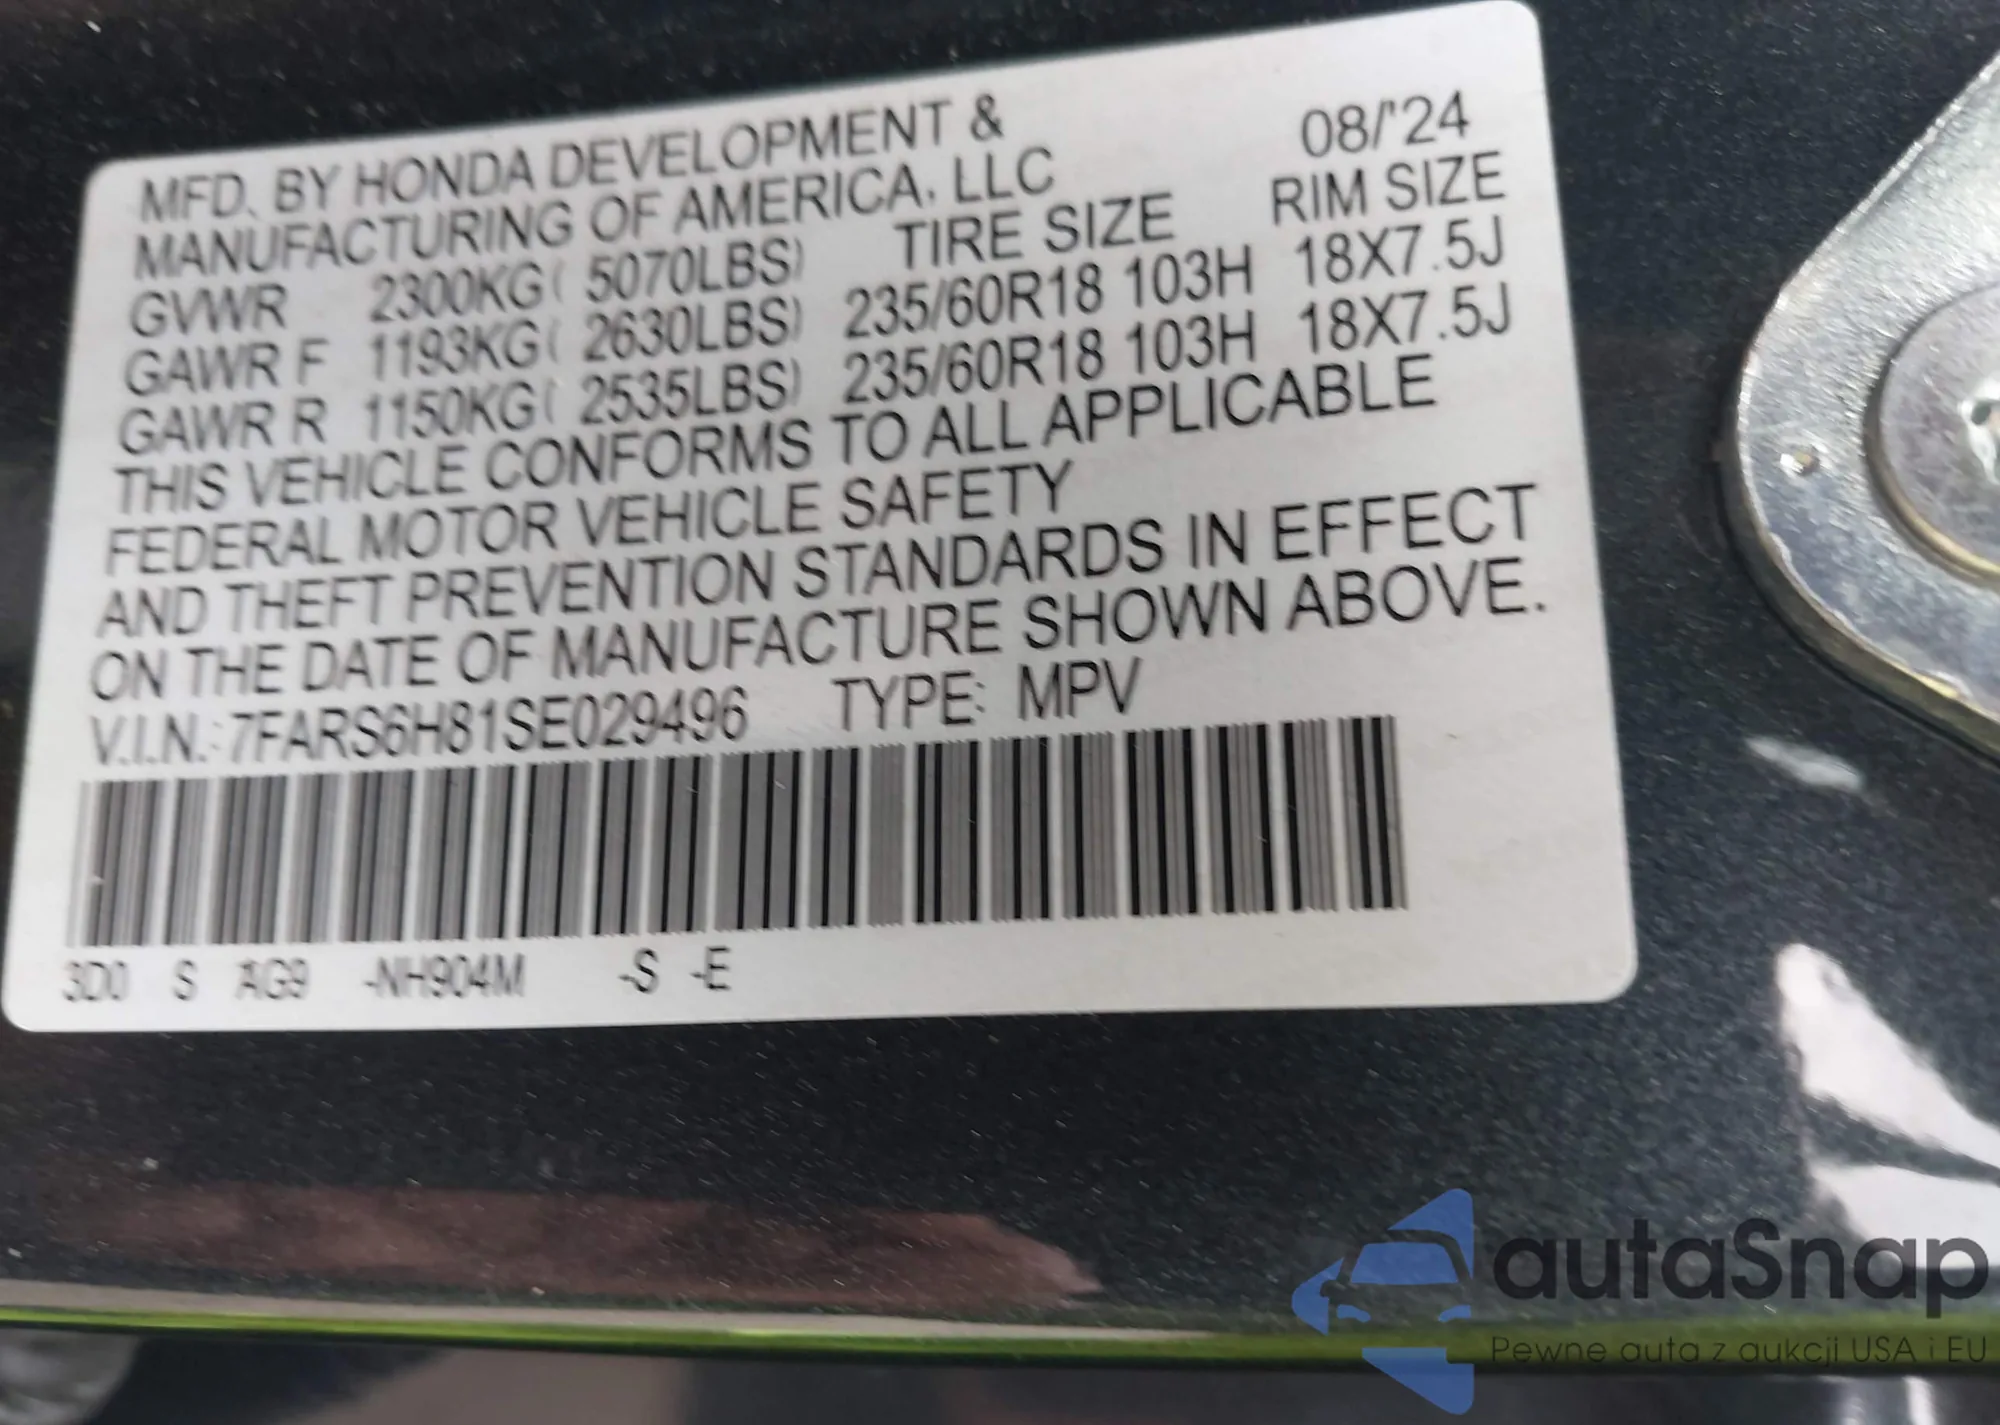 MFD. BY HONDA DEVELOPMENT & 08/'24
MANUFACTURING OF AMERICA, LLC
TIRE SIZE RIM SIZE
GVWR 2300KG( 5070LBS)
GAWR F 1193KG( 2630LBS) 235/60R18 103H 18X7.5J
GAWR R 1150KG( 2535LBS) 235/60R18 103H 18X7.5J
THIS VEHICLE CONFORMS TO ALL APPLICABLE
FEDERAL MOTOR VEHICLE SAFETY
AND THEFT PREVENTION STANDARDS IN EFFECT
ON THE DATE OF MANUFACTURE SHOWN ABOVE.
V.I.N.: 7FARS6H81SE029496 TYPE: MPV
3D0 S AG9 -NH904M -S -E
autaSnap
Pewne auta z aukcji USA i EU